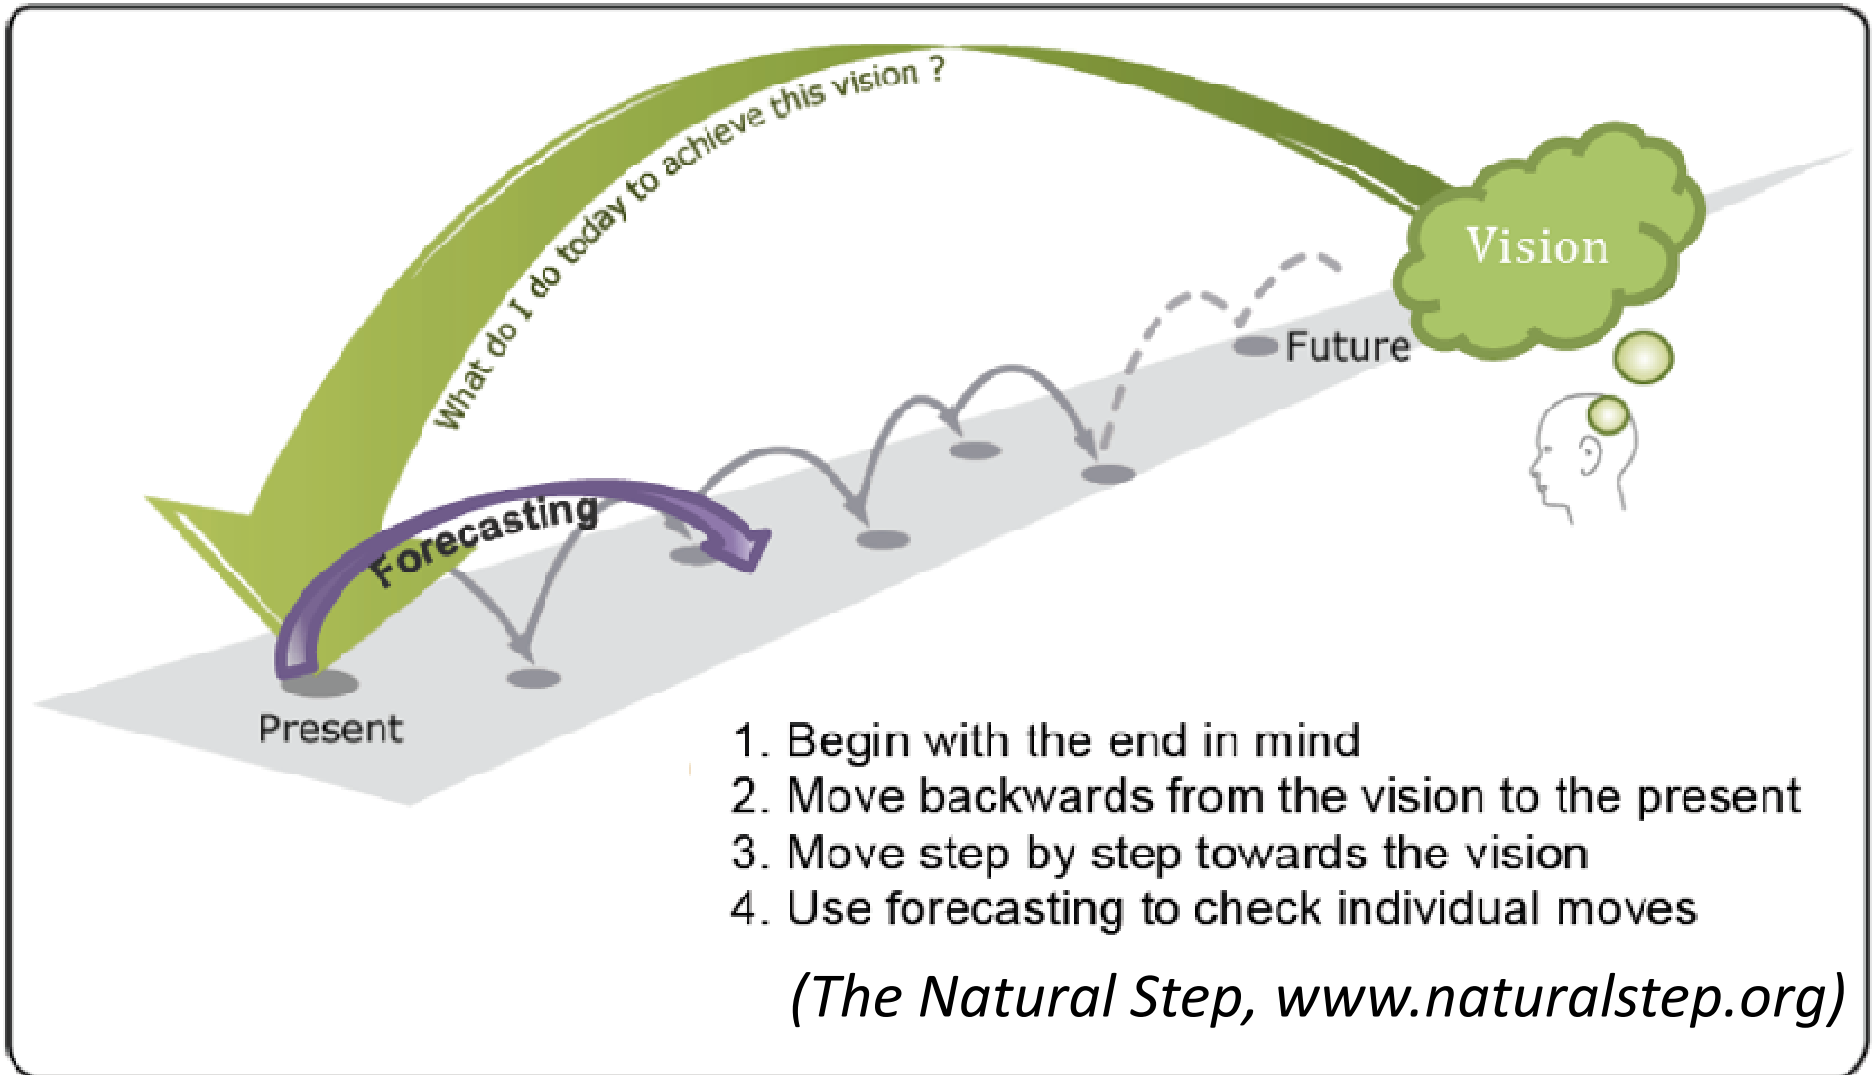 What do I do today to achieve this vision ?
Vision
Future
Forecasting
Present
1. Begin with the end in mind
2. Move backwards from the vision to the present
3. Move step by step towards the vision
4. Use forecasting to check individual moves
(The Natural Step, www.naturalstep.org)